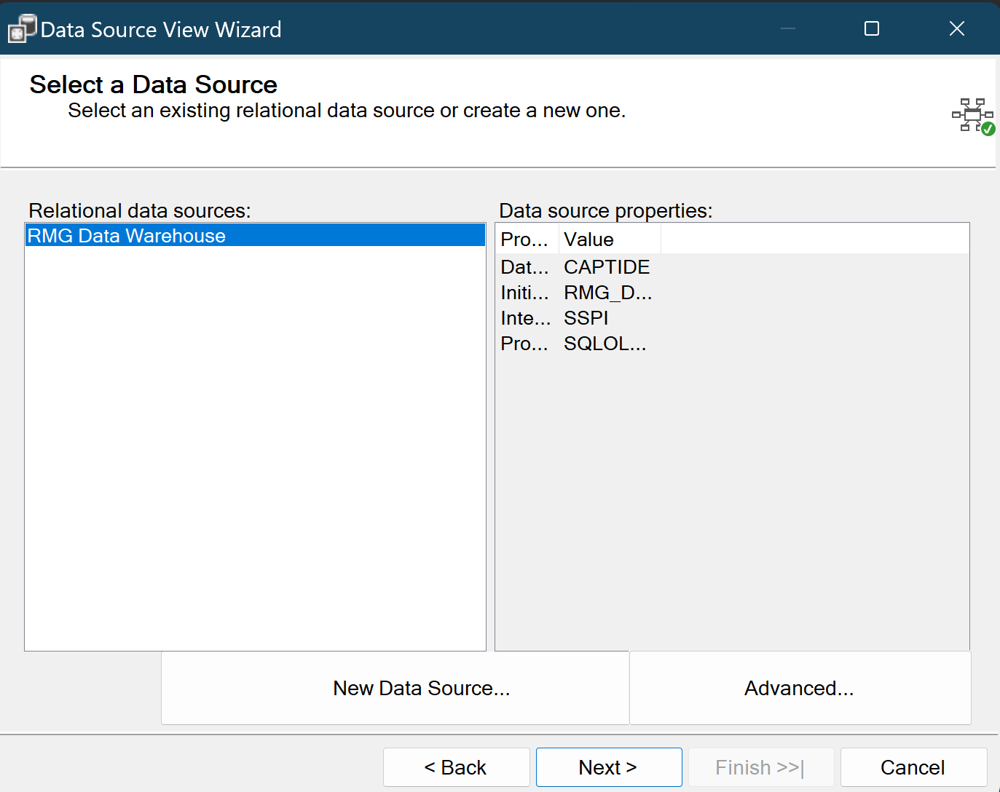 Data Source View Wizard
Select a Data Source
Select an existing relational data source or create a new one.
Relational data sources:
RMG Data Warehouse
Data source properties:
Pro... Value
Dat... CAPTIDE
Initi... RMG_D...
Inte... SSPI
Pro... SQLOL...
New Data Source...
Advanced...
< Back
Next >
Finish >>|
Cancel